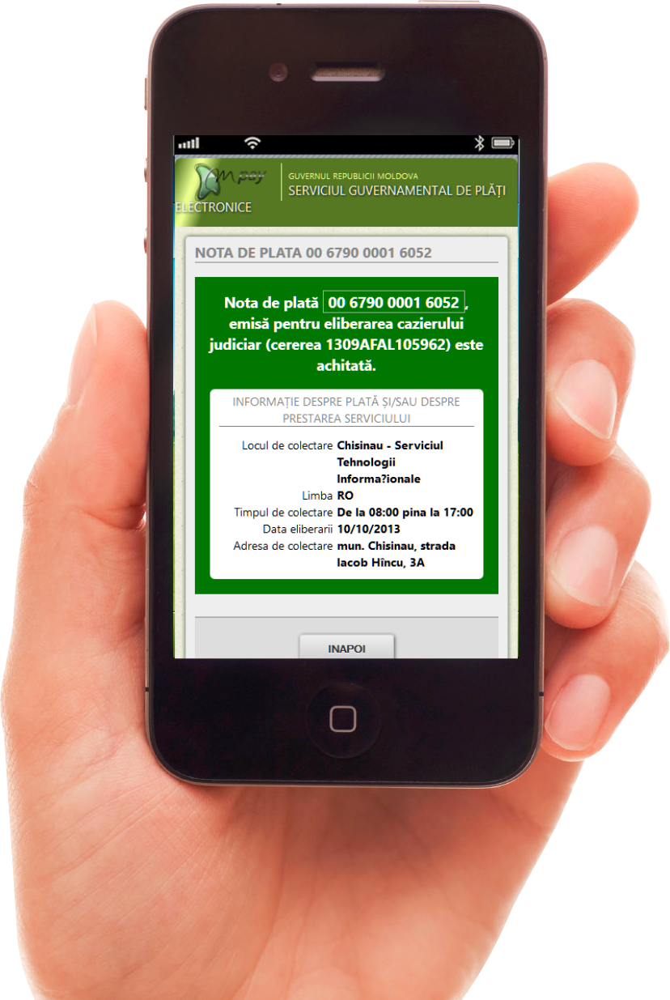 mpay
GUVERNUL REPUBLICII MOLDOVA
SERVICIUL GUVERNAMENTAL DE PLĂȚI
ELECTRONICE
NOTA DE PLATA 00 6790 0001 6052
Nota de plată 00 6790 0001 6052 ,
emisă pentru eliberarea cazierului
judiciar (cererea 1309AFAL105962) este
achitată.
INFORMAȚIE DESPRE PLATĂ ȘI/SAU DESPRE
PRESTAREA SERVICIULUI
Locul de colectare Chisinau - Serviciul
Tehnologii
Informa?ionale
Limba RO
Timpul de colectare De la 08:00 pina la 17:00
Data eliberarii 10/10/2013
Adresa de colectare mun. Chisinau, strada
Iacob Hîncu, 3A
INAPOI